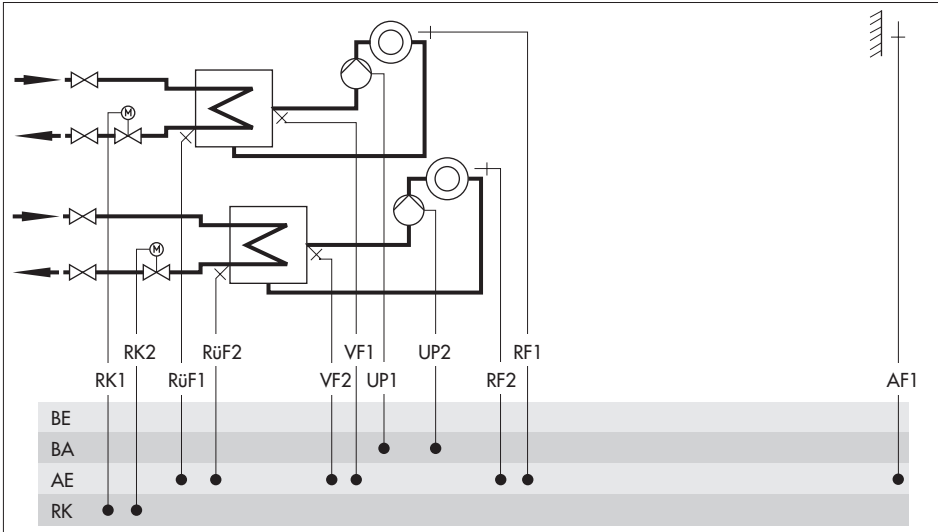 M
M
RK2 RüF2 VF1 UP2 RF1
RK1 RüF1 VF2 UP1 RF2 AF1
BE
BA
AE
RK